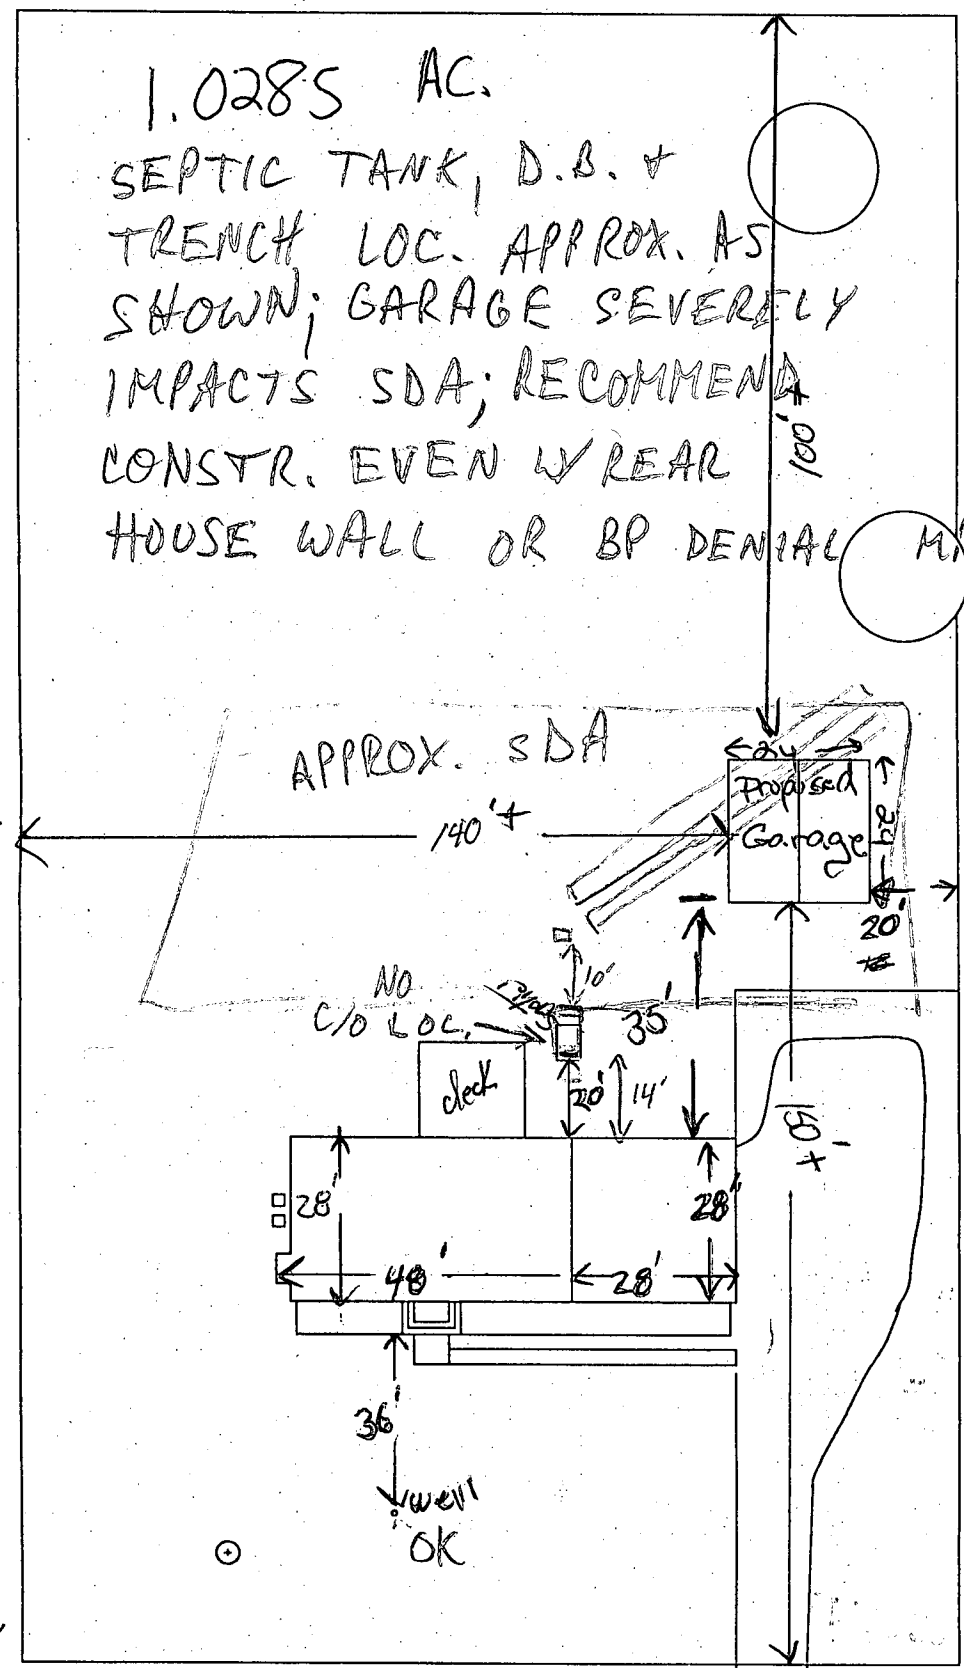 1.0285 AC.
SEPTIC TANK, D.B. +
TRENCH LOC. APPROX. AS
SHOWN; GARAGE SEVERELY
IMPACTS SDA; RECOMMEND
CONSTR. EVEN W/ REAR
HOUSE WALL OR BP DENIAL
100'±
APPROX. SDA
24
Proposed
Garage
24
140'+
20'
10'
NO
C/O LOC.
35'
deck
20'
14'
150'+
28'
28'
48'
28'
36'
well
OK